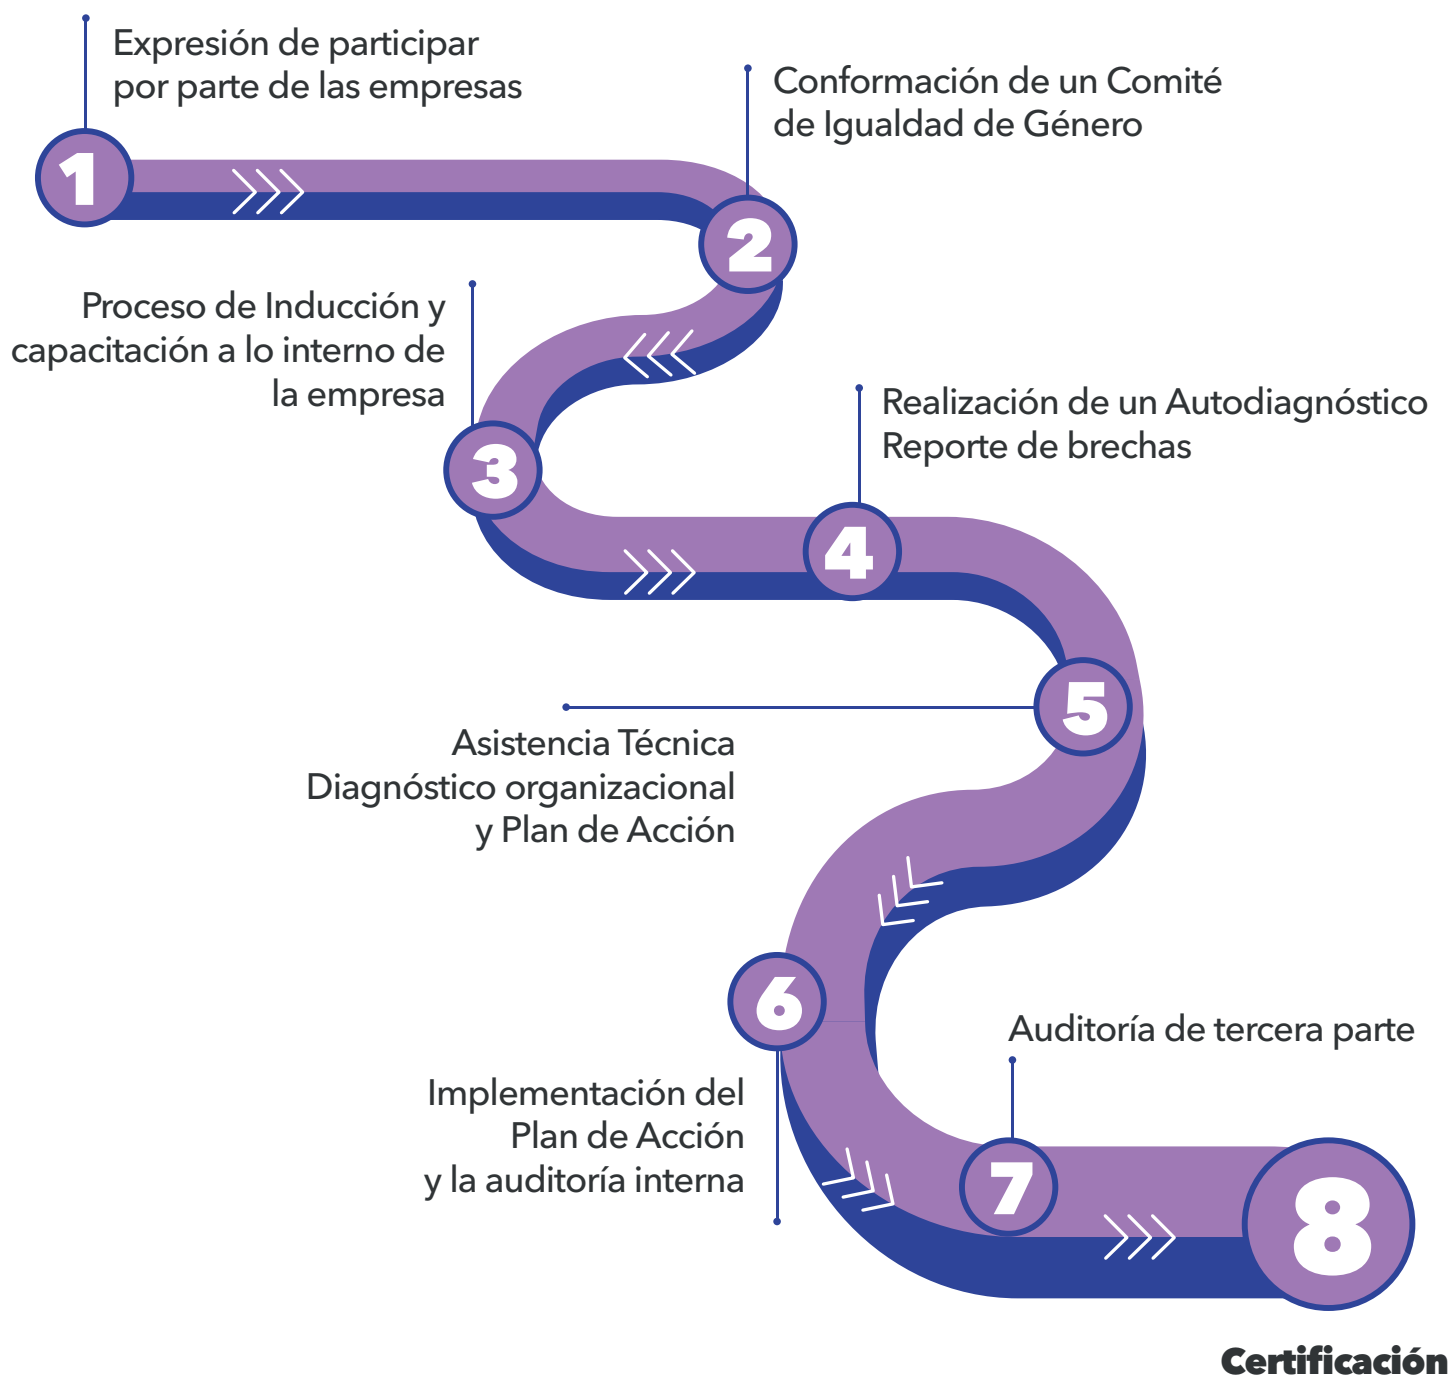 1
Expresión de participar
por parte de las empresas
2
Conformación de un Comité
de Igualdad de Género
3
Proceso de Inducción y
capacitación a lo interno de
la empresa
4
Realización de un Autodiagnóstico
Reporte de brechas
5
Asistencia Técnica
Diagnóstico organizacional
y Plan de Acción
6
Implementación del
Plan de Acción
y la auditoría interna
7
Auditoría de tercera parte
8
Certificación